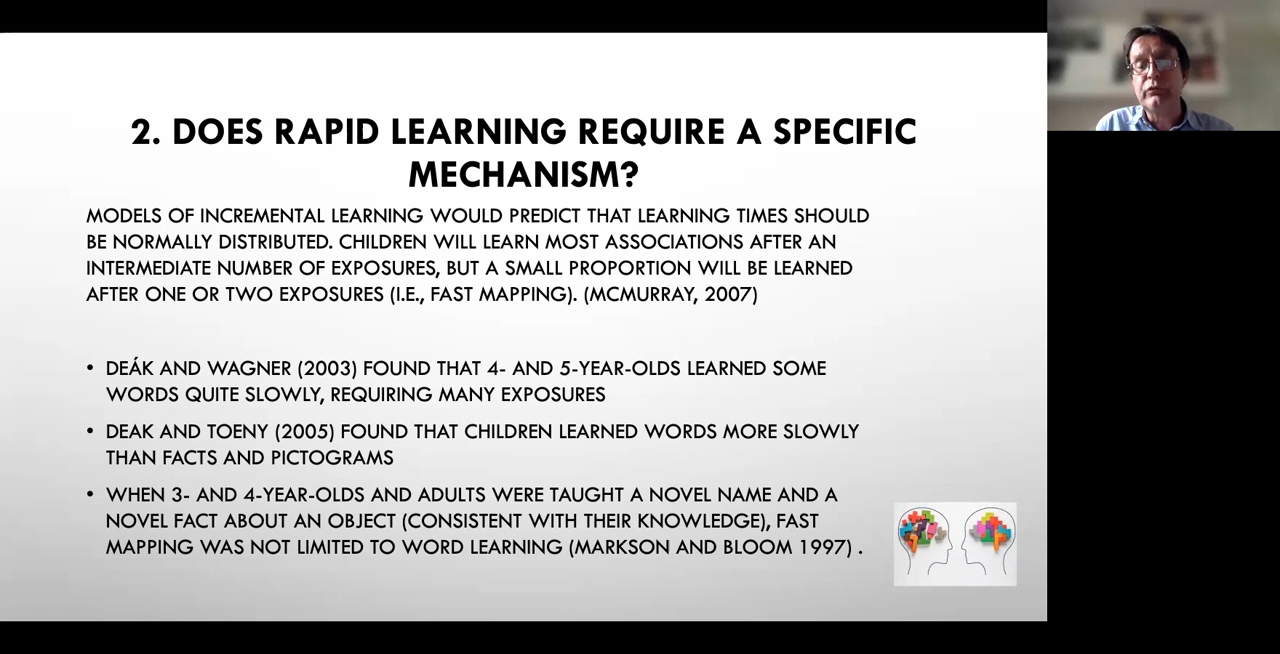 2. DOES RAPID LEARNING REQUIRE A SPECIFIC
MECHANISM?
MODELS OF INCREMENTAL LEARNING WOULD PREDICT THAT LEARNING TIMES SHOULD
BE NORMALLY DISTRIBUTED. CHILDREN WILL LEARN MOST ASSOCIATIONS AFTER AN
INTERMEDIATE NUMBER OF EXPOSURES, BUT A SMALL PROPORTION WILL BE LEARNED
AFTER ONE OR TWO EXPOSURES (I.E., FAST MAPPING). (MCMURRAY, 2007)
• DEÁK AND WAGNER (2003) FOUND THAT 4- AND 5-YEAR-OLDS LEARNED SOME
WORDS QUITE SLOWLY, REQUIRING MANY EXPOSURES
• DEAK AND TOENY (2005) FOUND THAT CHILDREN LEARNED WORDS MORE SLOWLY
THAN FACTS AND PICTOGRAMS
• WHEN 3- AND 4-YEAR-OLDS AND ADULTS WERE TAUGHT A NOVEL NAME AND A
NOVEL FACT ABOUT AN OBJECT (CONSISTENT WITH THEIR KNOWLEDGE), FAST
MAPPING WAS NOT LIMITED TO WORD LEARNING (MARKSON AND BLOOM 1997) .